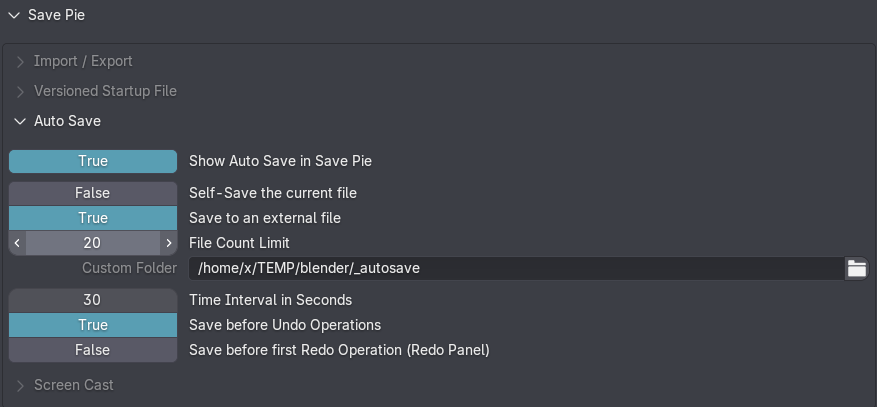 Save Pie
Import / Export
Versioned Startup File
Auto Save
True Show Auto Save in Save Pie
False Self-Save the current file
True Save to an external file
20 File Count Limit
Custom Folder /home/x/TEMP/blender/_autosave
30 Time Interval in Seconds
True Save before Undo Operations
False Save before first Redo Operation (Redo Panel)
Screen Cast